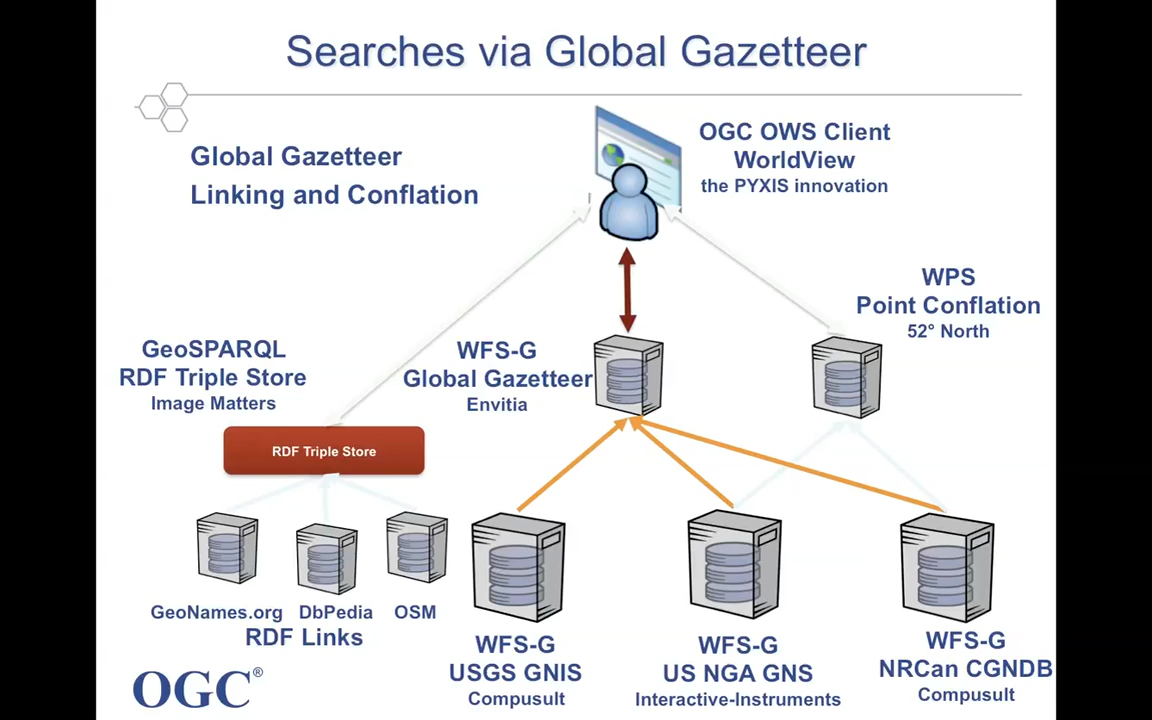 Searches via Global Gazetteer
Global Gazetteer
Linking and Conflation
OGC OWS Client
WorldView
the PYXIS innovation
WPS
Point Conflation
52° North
GeoSPARQL
RDF Triple Store
Image Matters
WFS-G
Global Gazetteer
Envitia
RDF Triple Store
GeoNames.org
DbPedia
OSM
RDF Links
WFS-G
USGS GNIS
Compusult
WFS-G
US NGA GNS
Interactive-Instruments
WFS-G
NRCan CGNDB
Compusult
OGC®